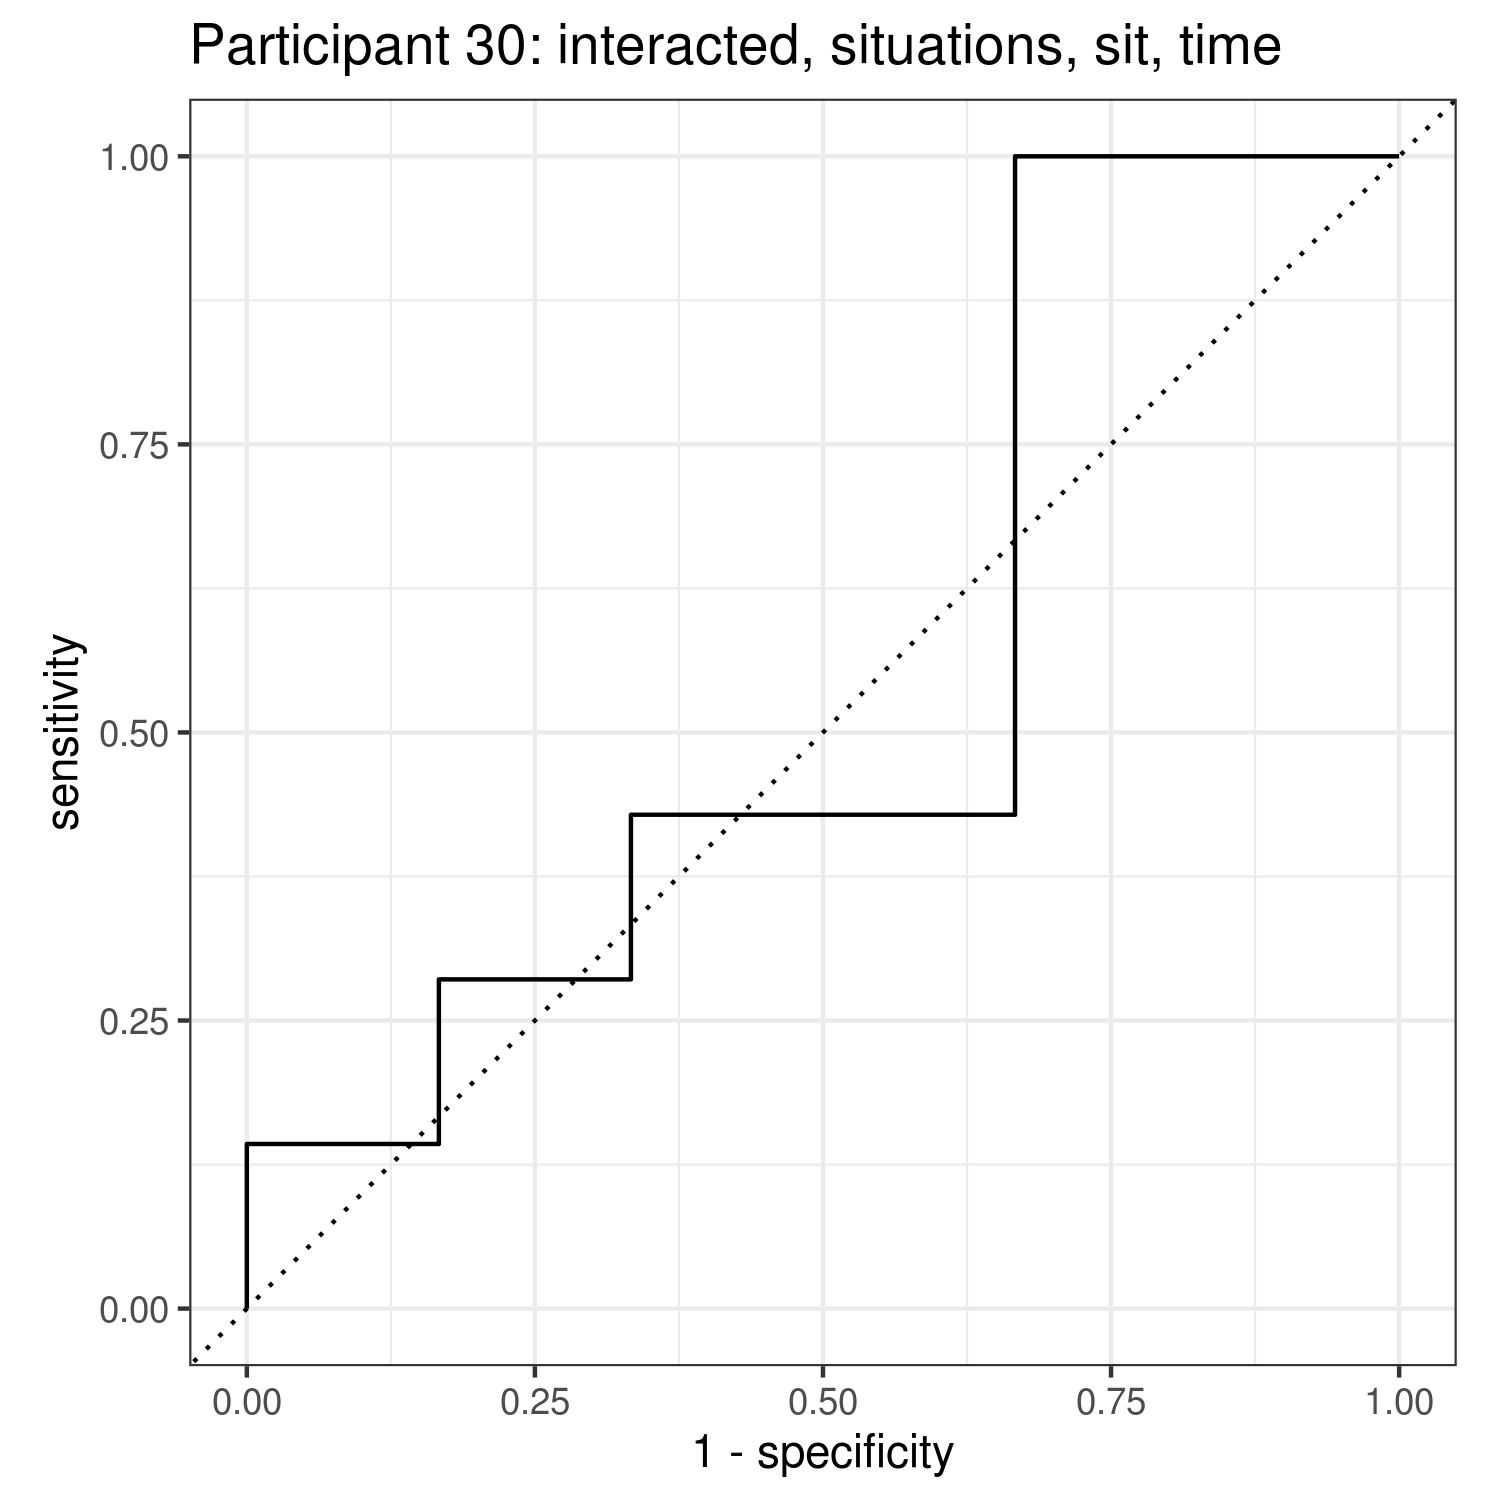 Participant 30: interacted, situations, sit, time
1.00
0.75
0.50
0.25
0.00
sensitivity
0.00 0.25 0.50 0.75 1.00
1 - specificity